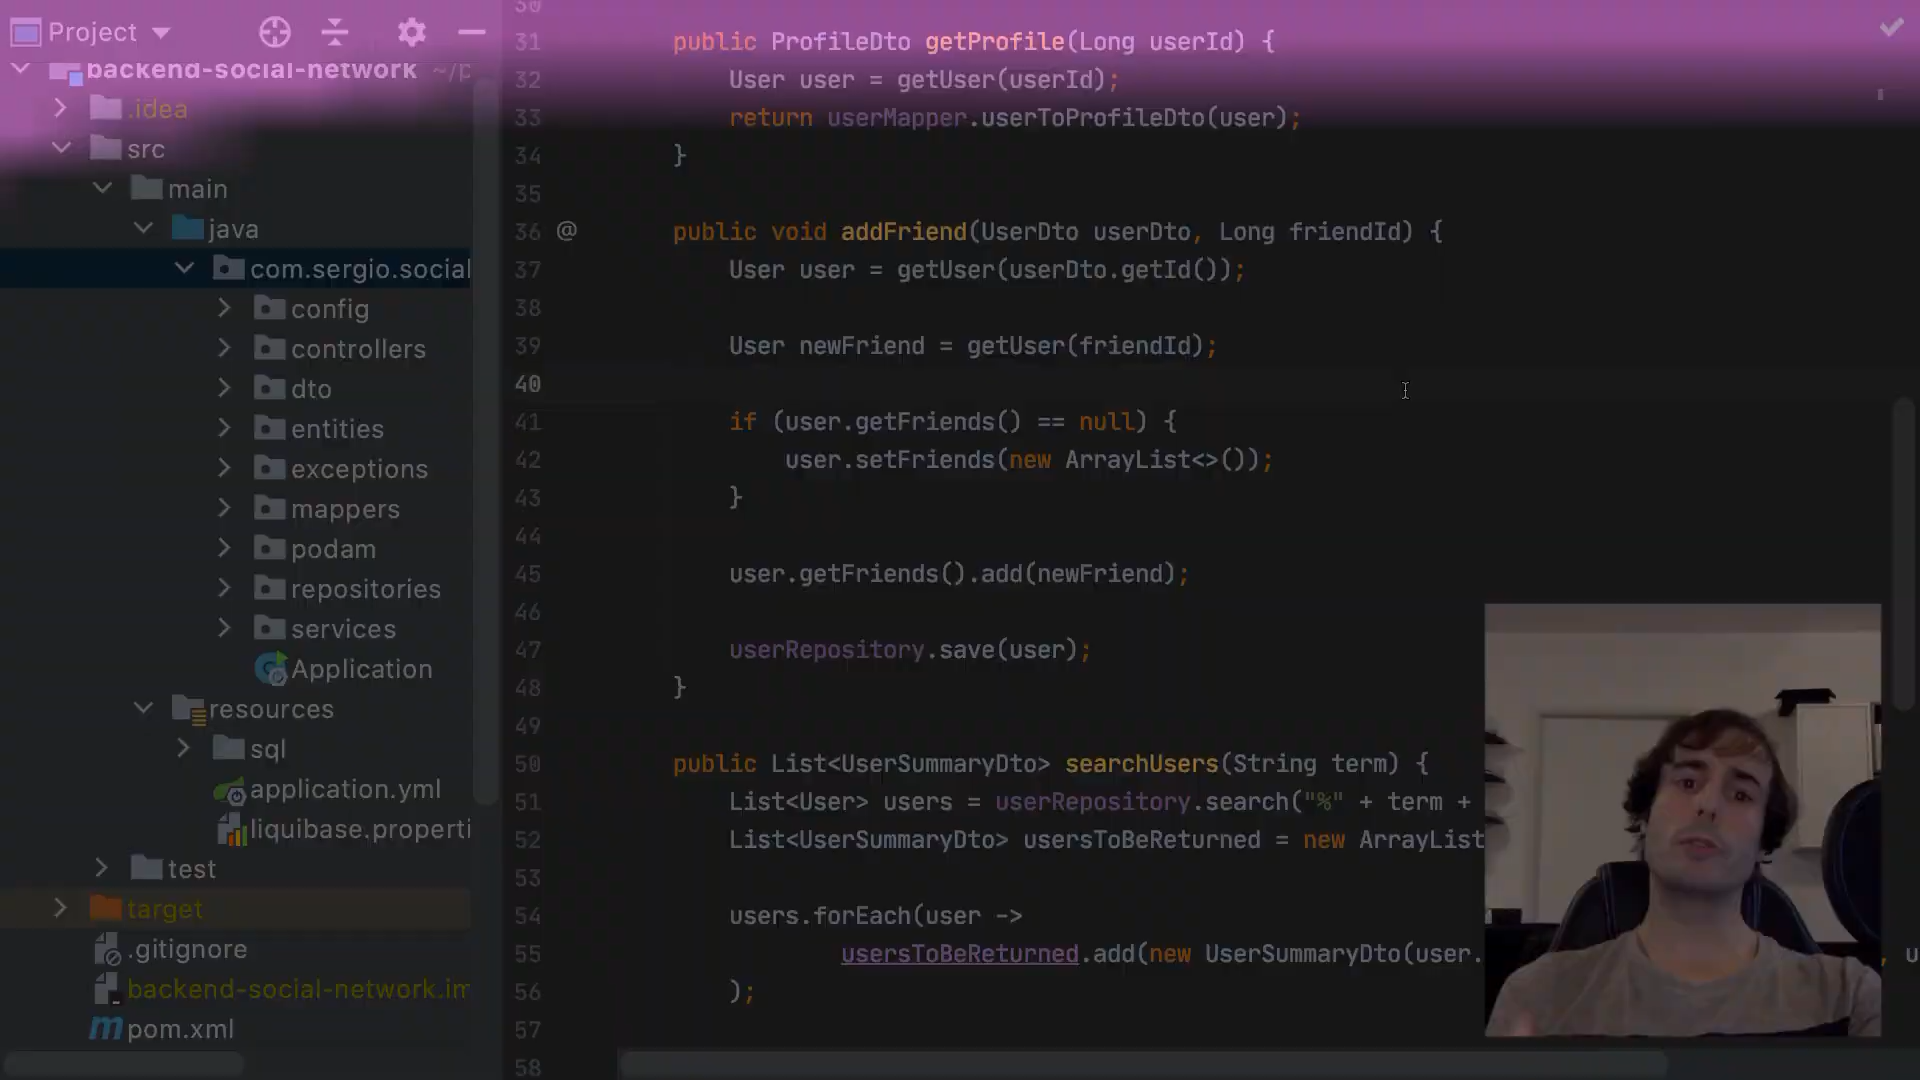 Project
backend-social-network ~/p
.idea
src
main
java
com.sergio.social
config
controllers
dto
entities
exceptions
mappers
podam
repositories
services
Application
resources
sql
application.yml
liquibase.properti
test
target
.gitignore
backend-social-network.im
pom.xml
30
31 public ProfileDto getProfile(Long userId) {
32 User user = getUser(userId);
33 return userMapper.userToProfileDto(user);
34 }
35
36 @ public void addFriend(UserDto userDto, Long friendId) {
37 User user = getUser(userDto.getId());
38
39 User newFriend = getUser(friendId);
40
41 if (user.getFriends() == null) {
42 user.setFriends(new ArrayList<>());
43 }
44
45 user.getFriends().add(newFriend);
46
47 userRepository.save(user);
48 }
49
50 public List<UserSummaryDto> searchUsers(String term) {
51 List<User> users = userRepository.search("%" + term +
52 List<UserSummaryDto> usersToBeReturned = new ArrayList
53
54 users.forEach(user ->
55 usersToBeReturned.add(new UserSummaryDto(user. , u
56 );
57
58